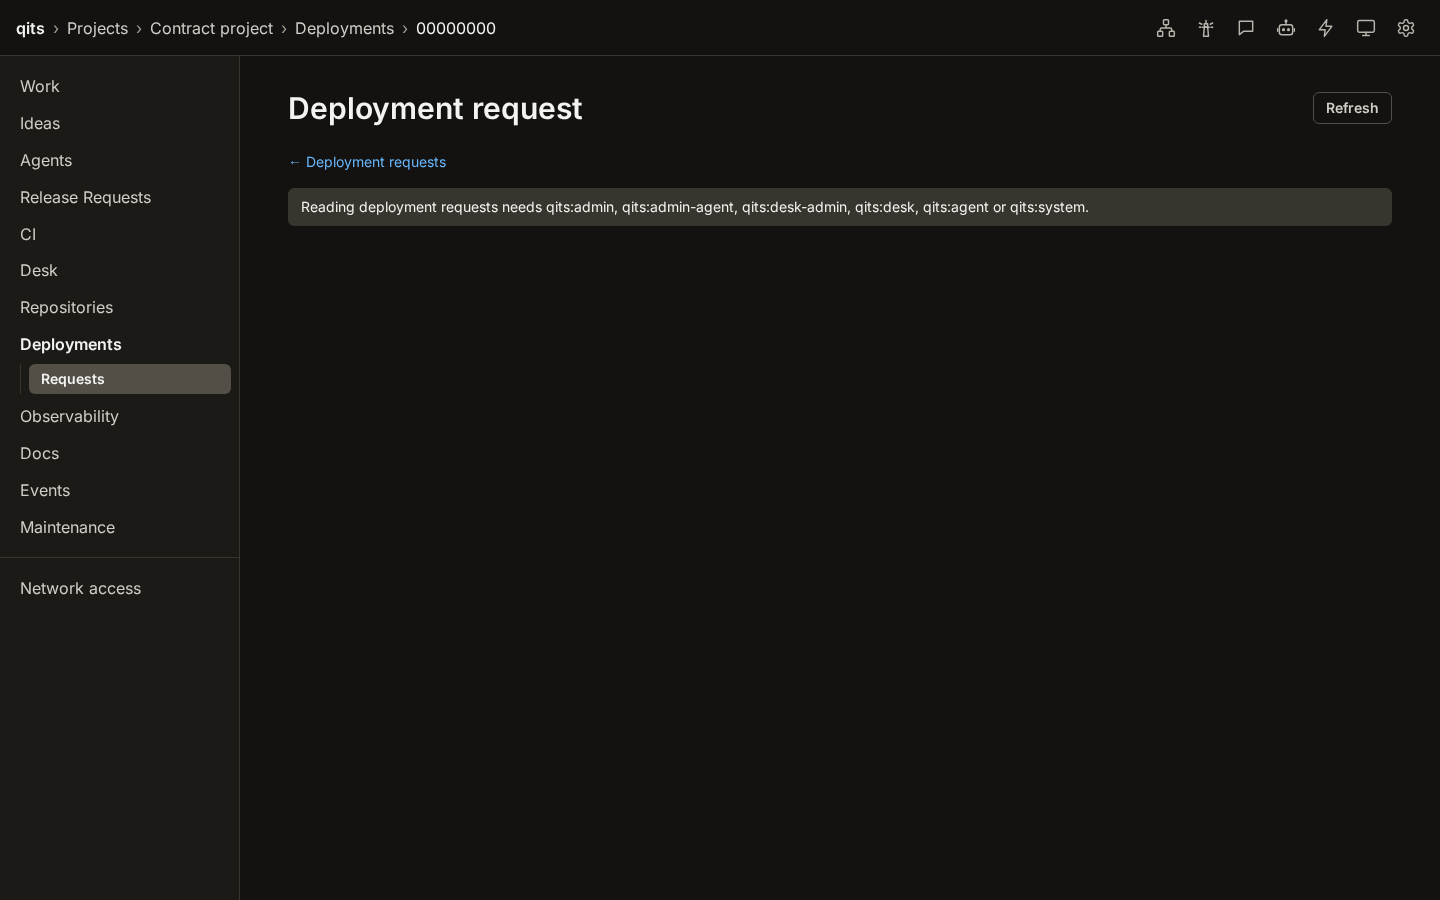 qits › Projects › Contract project › Deployments › 00000000
Work
Ideas
Agents
Release Requests
CI
Desk
Repositories
Deployments
Requests
Observability
Docs
Events
Maintenance
Network access
Deployment request
Refresh
← Deployment requests
Reading deployment requests needs qits:admin, qits:admin-agent, qits:desk-admin, qits:desk, qits:agent or qits:system.